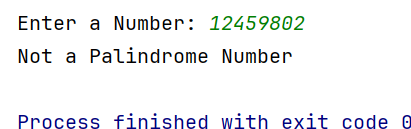 Enter a Number: 12459802
Not a Palindrome Number
Process finished with exit code 0